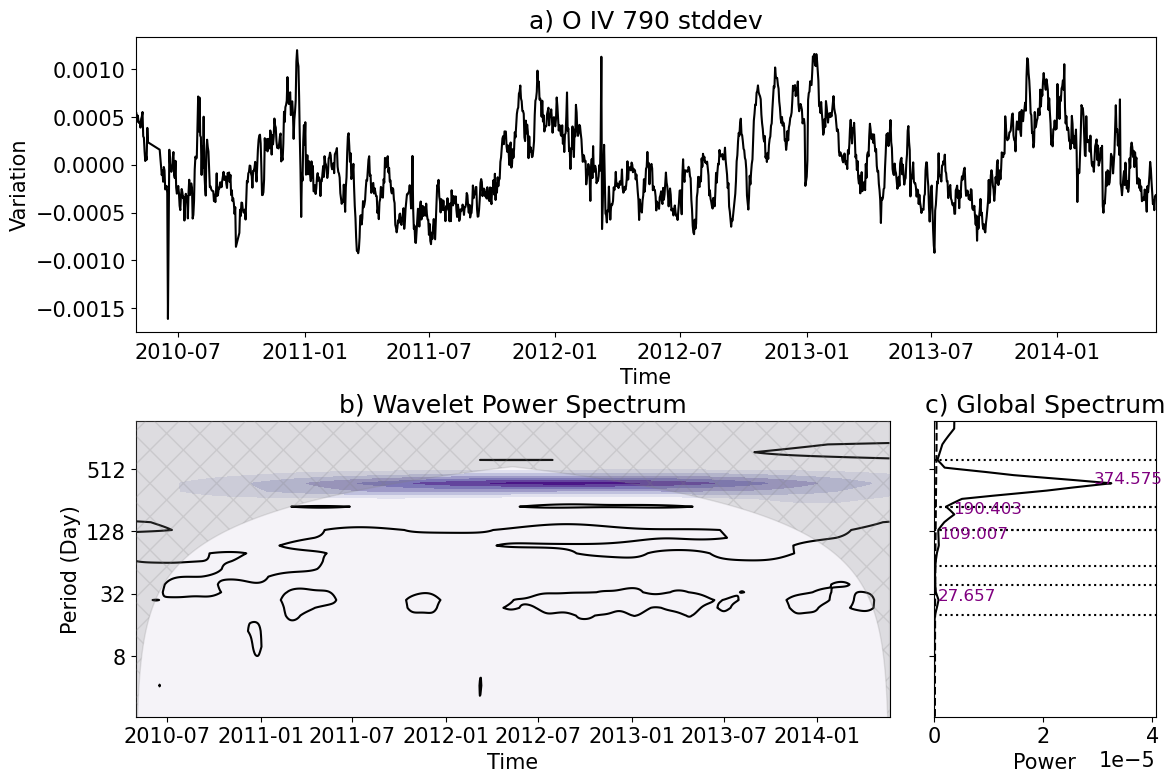 a) O IV 790 stddev
Variation
0.0010
0.0005
0.0000
−0.0005
−0.0010
−0.0015
2010-07 2011-01 2011-07 2012-01 2012-07 2013-01 2013-07 2014-01
Time
b) Wavelet Power Spectrum
Period (Day)
512
128
32
8
2010-07 2011-01 2011-07 2012-01 2012-07 2013-01 2013-07 2014-01
Time
c) Global Spectrum
374.575
190.403
109.007
27.657
0 2 4
Power 1e−5